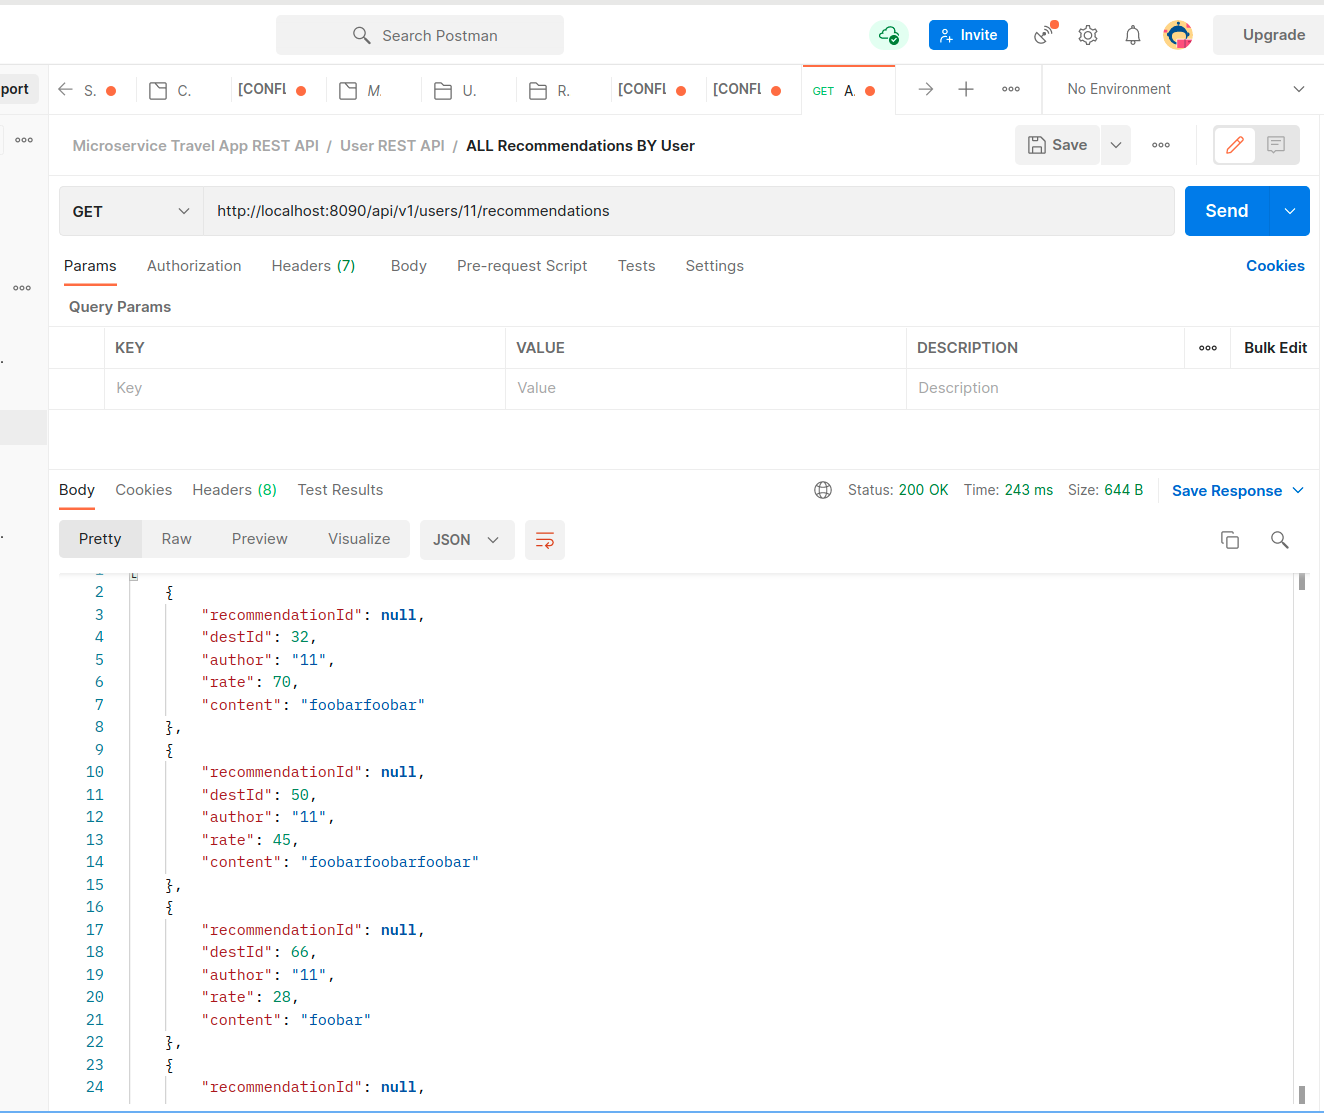 Search Postman
Invite
Upgrade
port
S.
C.
[CONFL
M.
U.
R.
[CONFL
[CONFL
GET A.
No Environment
Microservice Travel App REST API / User REST API / ALL Recommendations BY User
Save
GET
http://localhost:8090/api/v1/users/11/recommendations
Send
Params Authorization Headers (7) Body Pre-request Script Tests Settings
Cookies
Query Params
KEY VALUE DESCRIPTION
Bulk Edit
Key Value Description
Body Cookies Headers (8) Test Results
Status: 200 OK Time: 243 ms Size: 644 B
Save Response
Pretty Raw Preview Visualize
JSON
1 [
2 {
3 "recommendationId": null,
4 "destId": 32,
5 "author": "11",
6 "rate": 70,
7 "content": "foobarfoobar"
8 },
9 {
10 "recommendationId": null,
11 "destId": 50,
12 "author": "11",
13 "rate": 45,
14 "content": "foobarfoobarfoobar"
15 },
16 {
17 "recommendationId": null,
18 "destId": 66,
19 "author": "11",
20 "rate": 28,
21 "content": "foobar"
22 },
23 {
24 "recommendationId": null,